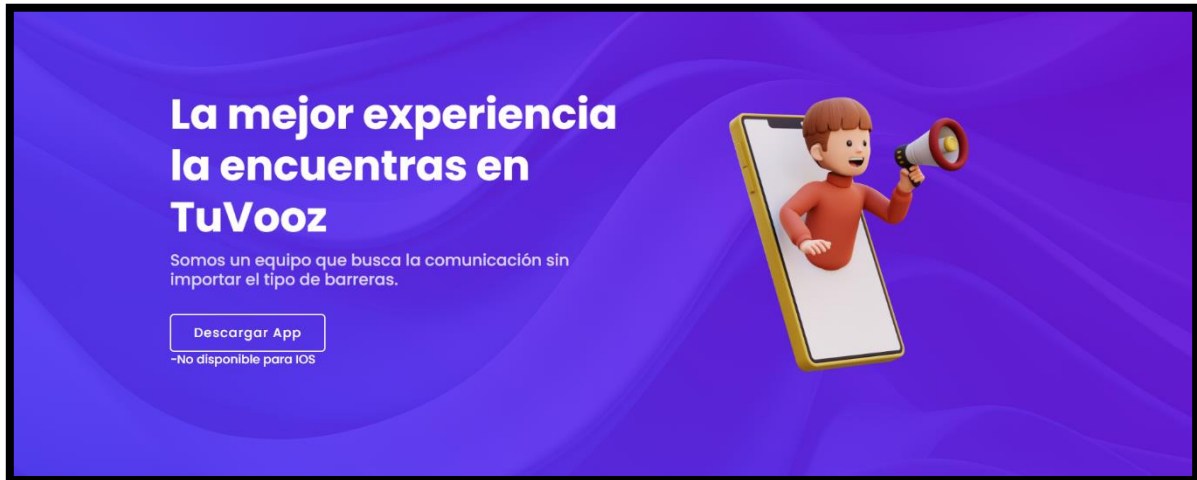 La mejor experiencia
la encuentras en
TuVooz
Somos un equipo que busca la comunicación sin
importar el tipo de barreras.
Descargar App
-No disponible para IOS